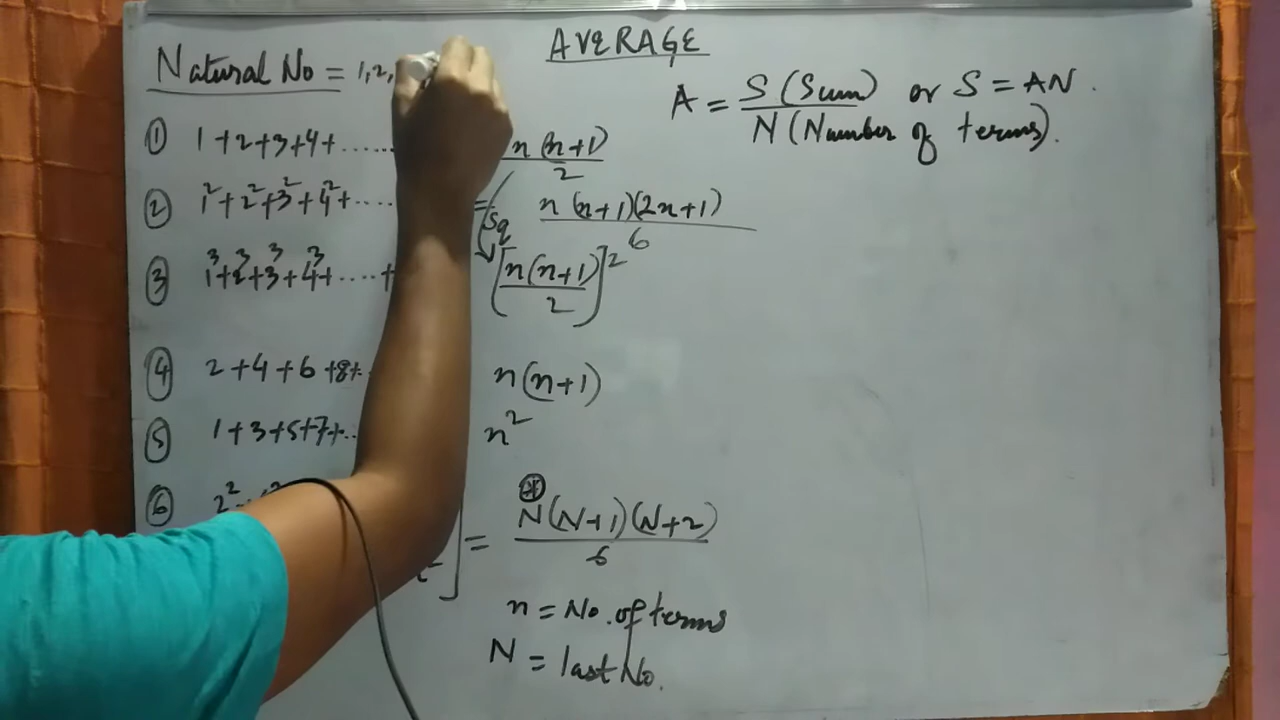 AVERAGE
Natural No = 1,2,
A = S (Sum) / N (Number of terms). or S = AN.
① 1+2+3+4+...... n(n+1)/2
② 1²+2²+3²+4²+.... = n(n+1)(2n+1)/6
Sq
③ 1³+2³+3³+4³+....+ [n(n+1)/2]²
④ 2+4+6+8+. n(n+1)
⑤ 1+3+5+7+.. n²
⑥ 2² ] = N(N+1)(N+2)/6
n = No. of terms
N = last No.